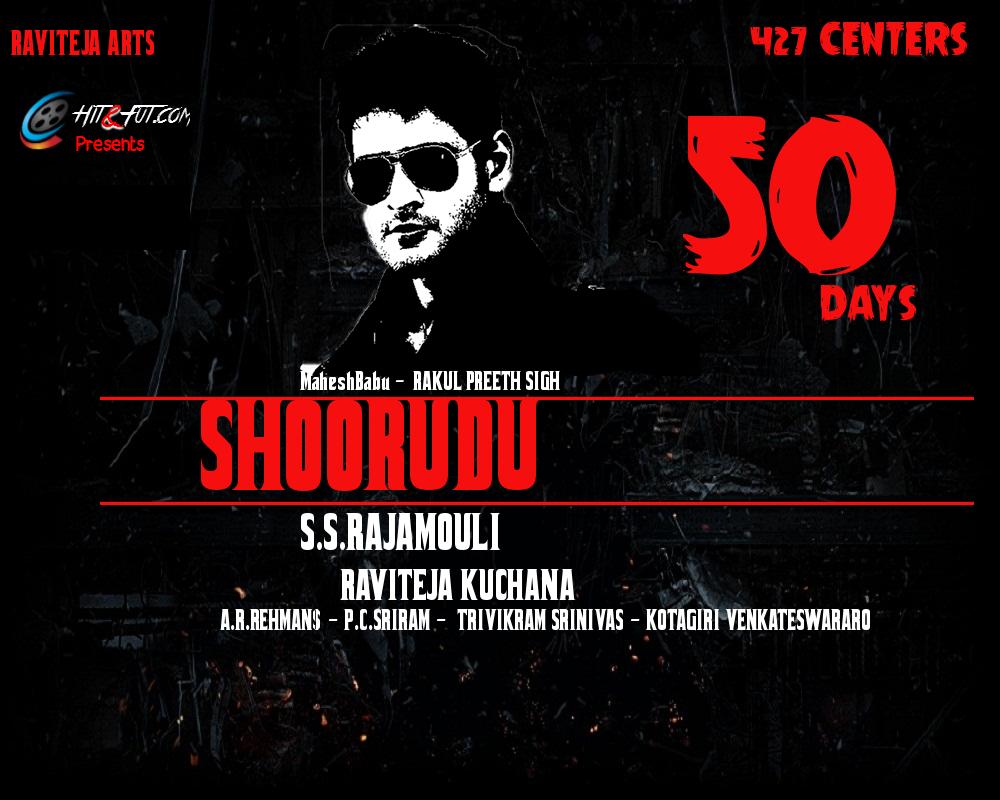 RAVITEJA ARTS
427 CENTERS
HIT&FUT.COM
Presents
50
DAYS
MaheshBabu - RAKUL PREETH SIGH
SHOORUDU
S.S.RAJAMOULI
RAVITEJA KUCHANA
A.R.REHMAN$ - P.C.SRIRAM - TRIVIKRAM SRINIVAS - KOTAGIRI VENKATESWARARO